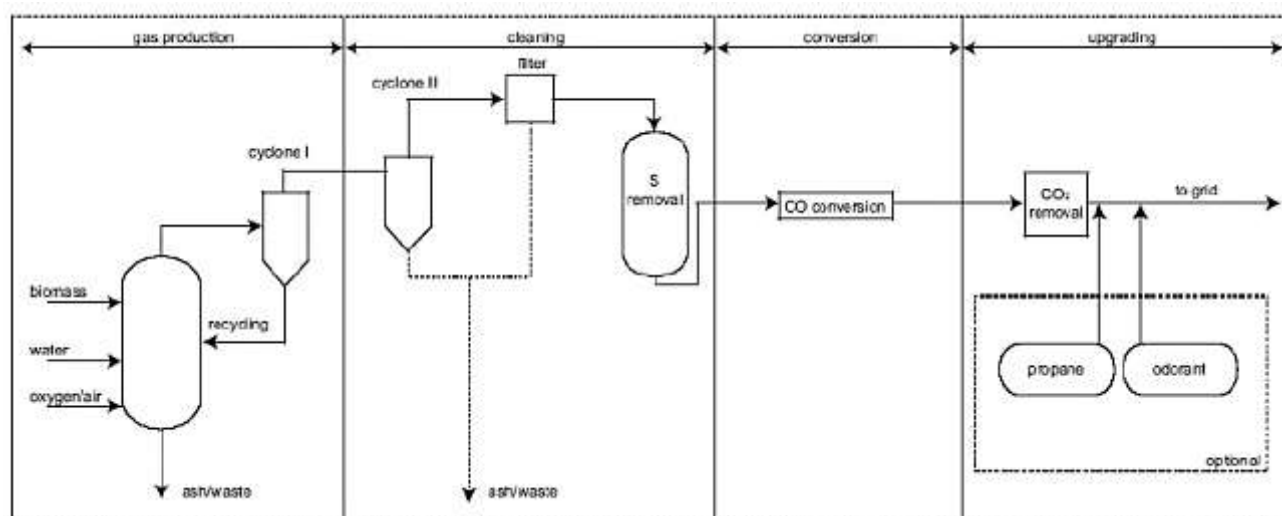 gas production
cleaning
conversion
upgrading
filter
cyclone III
cyclone I
S
removal
CO conversion
CO₂
removal
to grid
biomass
recycling
water
oxygen/air
propane
odorant
optional
ash/waste
ash/waste